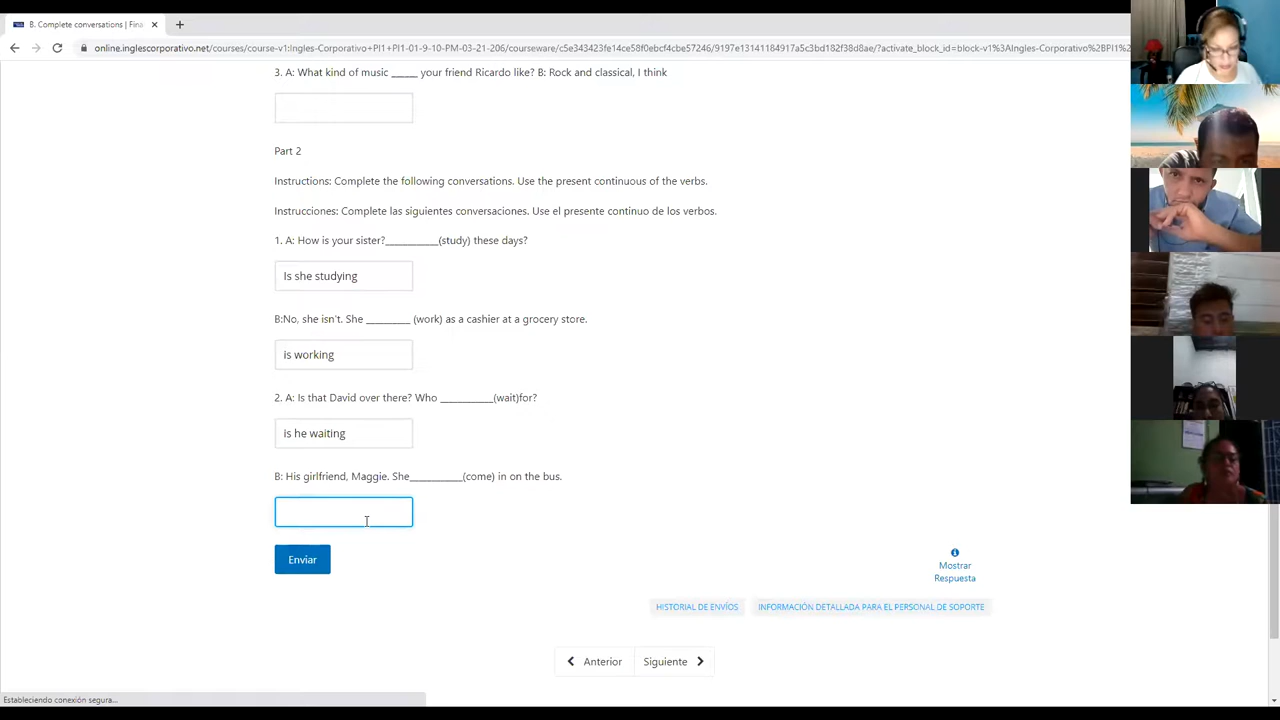 B. Complete conversations | Fina
online.inglescorporativo.net/courses/course-v1:Ingles-Corporativo+PI1+PI1-01-9-10-PM-03-21-206/courseware/c5e343423fe14ce58f0ebcf4cbe57246/9197e13141184917a5c3bd182f38d8ae/?activate_block_id=block-v1%3AIngles-Corporativo%2BPI1%
3. A: What kind of music _____ your friend Ricardo like? B: Rock and classical, I think
Part 2
Instructions: Complete the following conversations. Use the present continuous of the verbs.
Instrucciones: Complete las siguientes conversaciones. Use el presente continuo de los verbos.
1. A: How is your sister?___________(study) these days?
Is she studying
B:No, she isn't. She _________ (work) as a cashier at a grocery store.
is working
2. A: Is that David over there? Who ___________(wait)for?
is he waiting
B: His girlfriend, Maggie. She___________(come) in on the bus.
Enviar
Mostrar
Respuesta
HISTORIAL DE ENVÍOS
INFORMACIÓN DETALLADA PARA EL PERSONAL DE SOPORTE
Anterior
Siguiente
Estableciendo conexión segura...